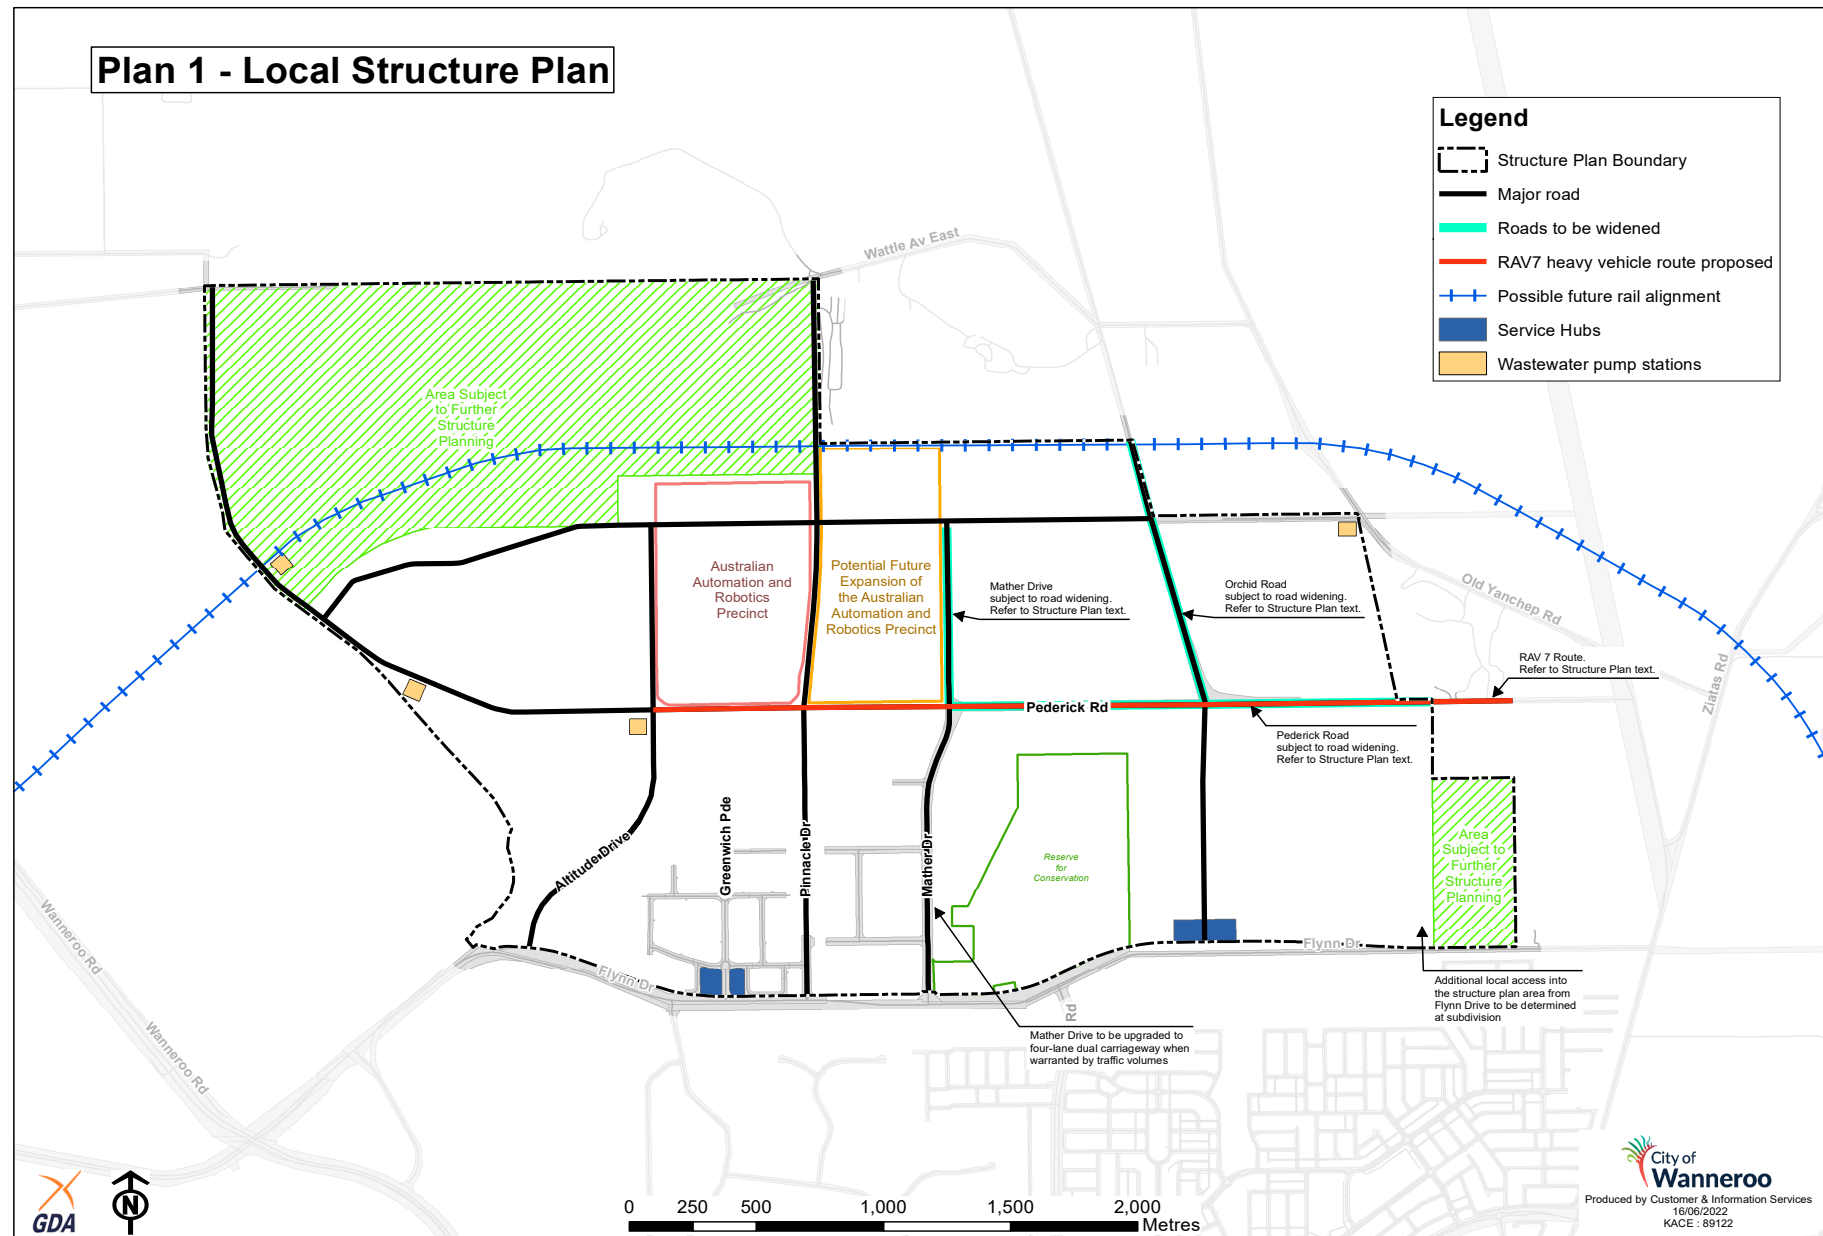 Plan 1 - Local Structure Plan
Legend
Structure Plan Boundary
Major road
Roads to be widened
RAV7 heavy vehicle route proposed
Possible future rail alignment
Service Hubs
Wastewater pump stations
Wattle Av East
Area Subject
to Further
Structure
Planning
Australian
Automation and
Robotics
Precinct
Potential Future
Expansion of
the Australian
Automation and
Robotics Precinct
Mather Drive
subject to road widening.
Refer to Structure Plan text.
Orchid Road
subject to road widening.
Refer to Structure Plan text.
Old Yanchep Rd
RAV 7 Route.
Refer to Structure Plan text.
Ziatas Rd
Pederick Rd
Pederick Road
subject to road widening.
Refer to Structure Plan text.
Greenwich Pde
Pinnacle Dr
Altitude Drive
Mather Dr
Reserve
for
Conservation
Area
Subject to
Further
Structure
Planning
Wanneroo Rd
Flynn Dr
Flynn Dr
Additional local access into
the structure plan area from
Flynn Drive to be determined
at subdivision
Rd
Mather Drive to be upgraded to
four-lane dual carriageway when
warranted by traffic volumes
Wanneroo Rd
GDA
N
0 250 500 1,000 1,500 2,000
Metres
City of
Wanneroo
Produced by Customer & Information Services
16/06/2022
KACE : 89122